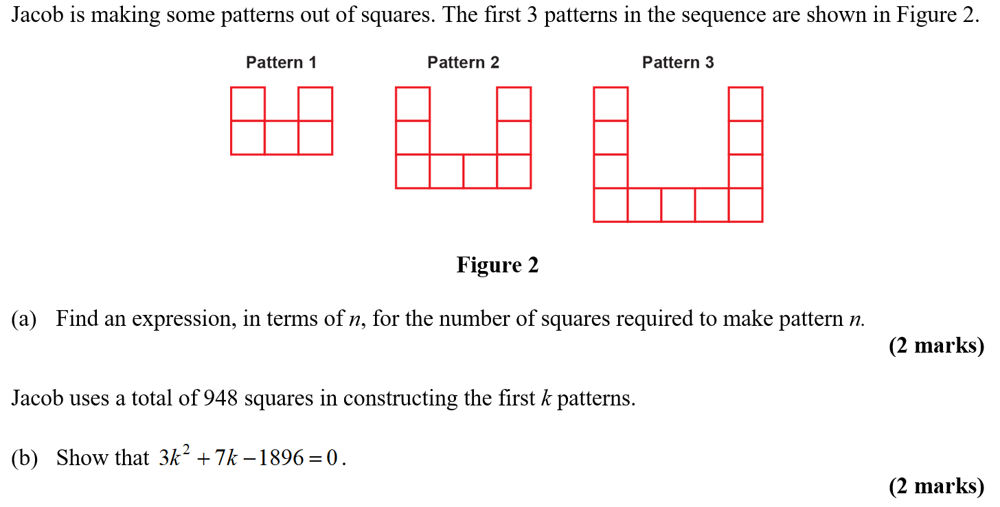 Jacob is making some patterns out of squares. The first 3 patterns in the sequence are shown in Figure 2.
Pattern 1 Pattern 2 Pattern 3
Figure 2
(a) Find an expression, in terms of n, for the number of squares required to make pattern n.
(2 marks)
Jacob uses a total of 948 squares in constructing the first k patterns.
(b) Show that 3k² + 7k – 1896 = 0.
(2 marks)